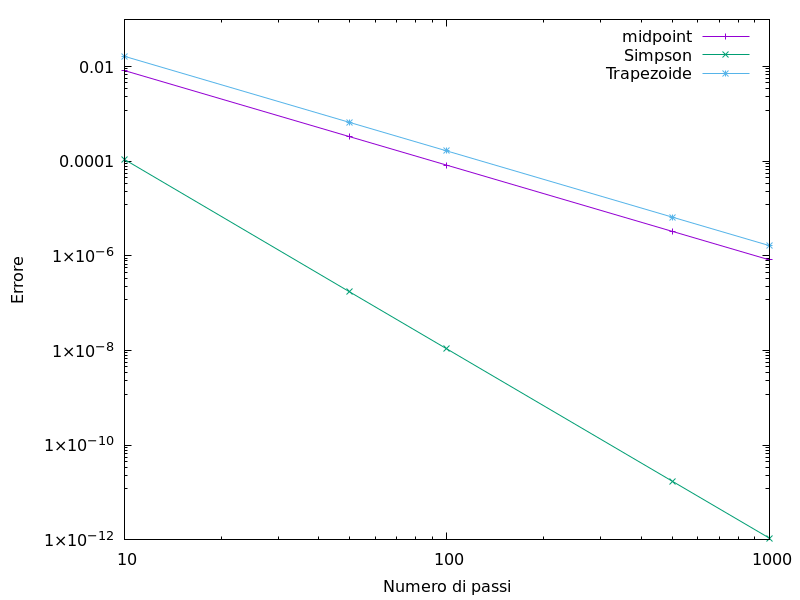 midpoint
Simpson
Trapezoide
0.01
0.0001
1×10⁻⁶
1×10⁻⁸
1×10⁻¹⁰
1×10⁻¹²
Errore
10 100 1000
Numero di passi